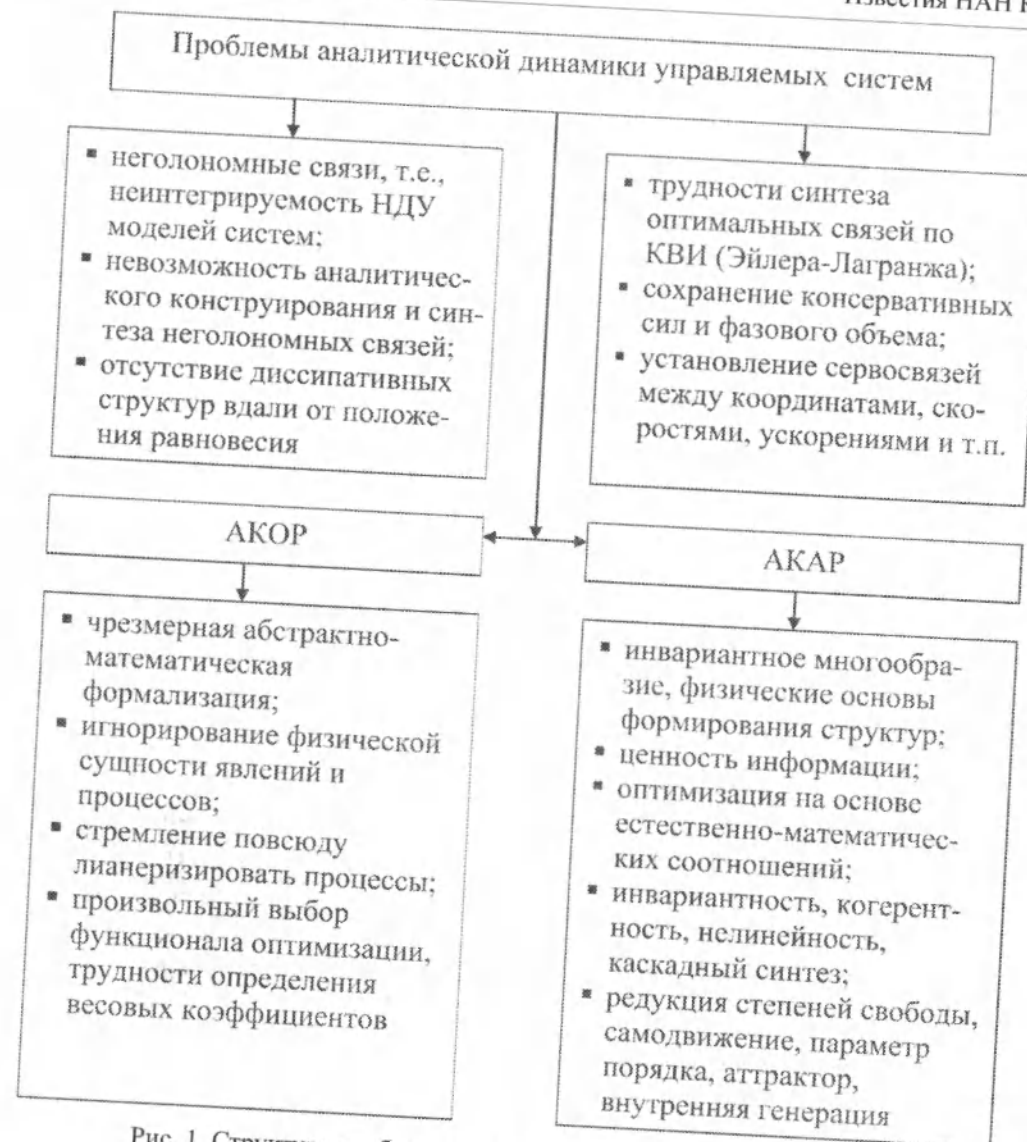 Известия НАН
Проблемы аналитической динамики управляемых систем
▪ неголономные связи, т.е.,
неинтегрируемость НДУ
моделей систем;
▪ невозможность аналитичес-
кого конструирования и син-
теза неголономных связей;
▪ отсутствие диссипативных
структур вдали от положе-
ния равновесия
▪ трудности синтеза
оптимальных связей по
КВИ (Эйлера-Лагранжа);
▪ сохранение консервативных
сил и фазового объема;
▪ установление сервосвязей
между координатами, ско-
ростями, ускорениями и т.п.
АКОР
АКАР
▪ чрезмерная абстрактно-
математическая
формализация;
▪ игнорирование физической
сущности явлений и
процессов;
▪ стремление повсюду
лианеризировать процессы;
▪ произвольный выбор
функционала оптимизации,
трудности определения
весовых коэффициентов
▪ инвариантное многообра-
зие, физические основы
формирования структур;
▪ ценность информации;
▪ оптимизация на основе
естественно-математичес-
ких соотношений;
▪ инвариантность, когерент-
ность, нелинейность,
каскадный синтез;
▪ редукция степеней свободы,
самодвижение, параметр
порядка, аттрактор,
внутренняя генерация
Рис. 1